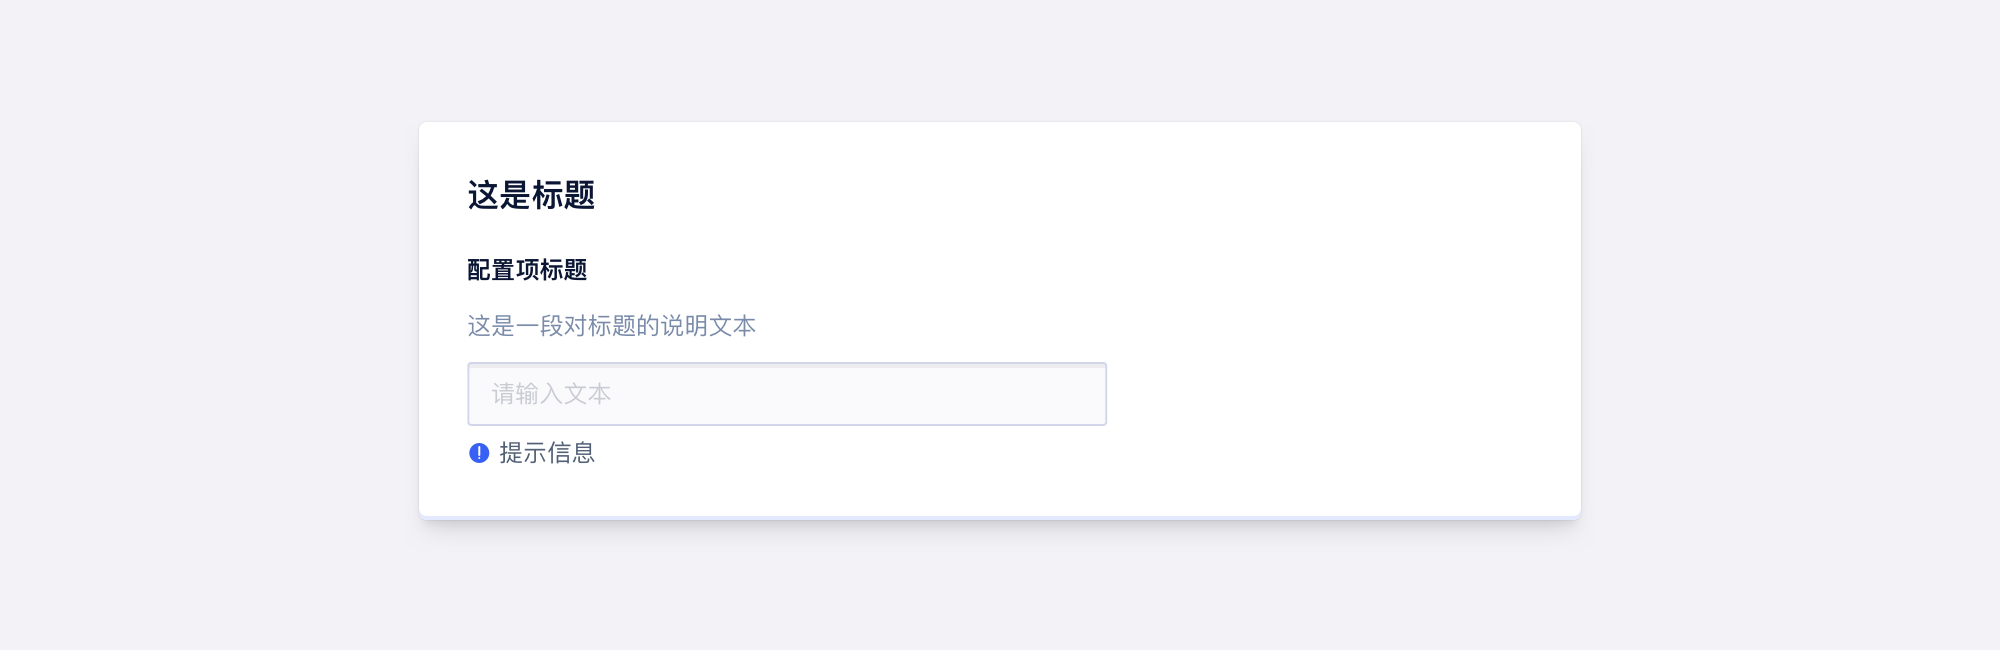 这是标题
配置项标题
这是一段对标题的说明文本
请输入文本
提示信息